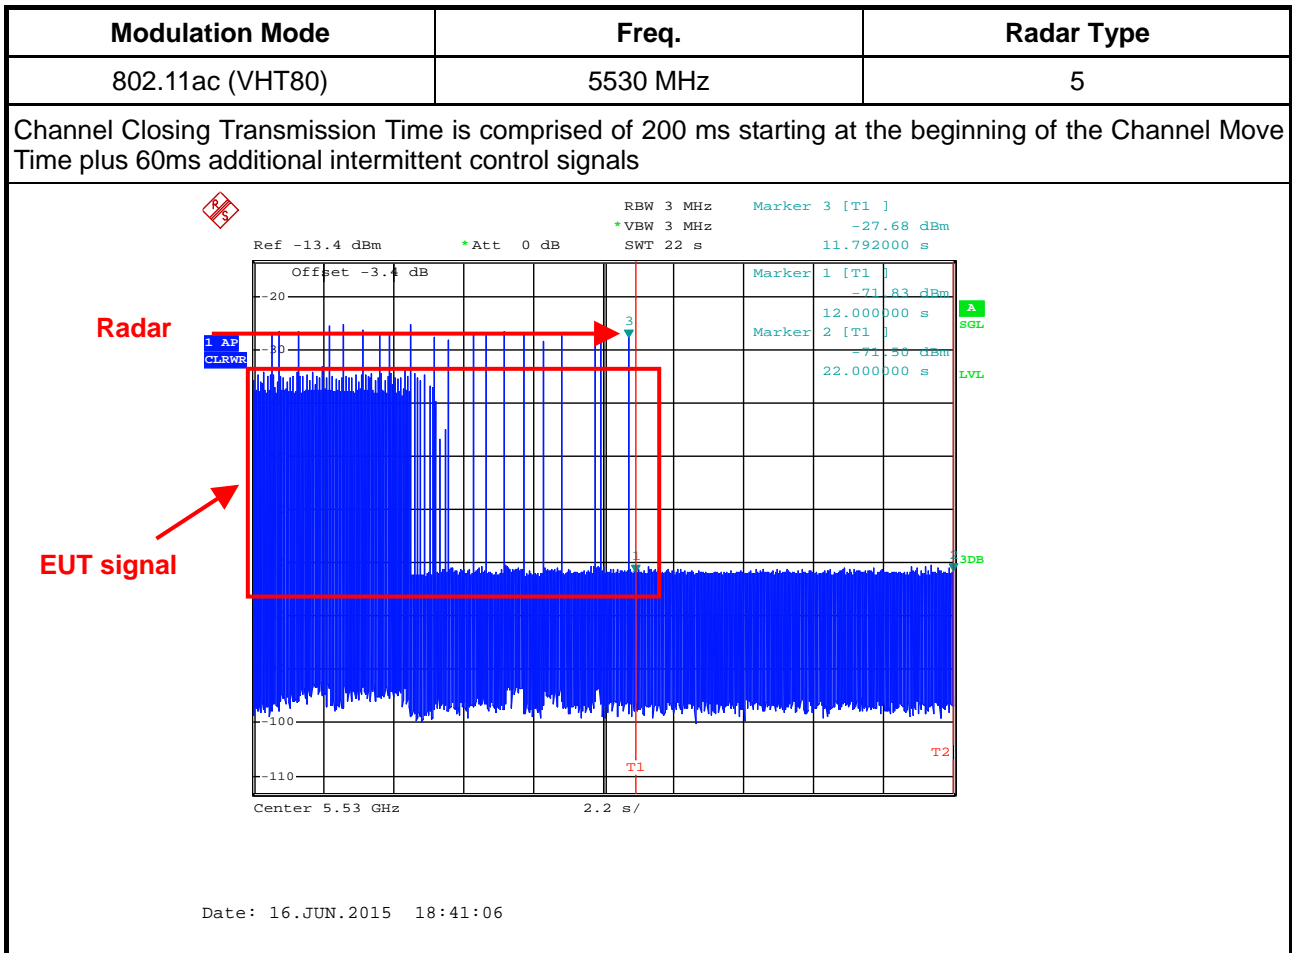 Modulation Mode Freq. Radar Type
802.11ac (VHT80) 5530 MHz 5
Channel Closing Transmission Time is comprised of 200 ms starting at the beginning of the Channel Move
Time plus 60ms additional intermittent control signals
R S
RBW 3 MHz Marker 3 [T1 ]
*VBW 3 MHz -27.68 dBm
Ref -13.4 dBm *Att 0 dB SWT 22 s 11.792000 s
Offset -3.4 dB Marker 1 [T1 ]
-71.83 dBm
-20
12.000000 s A
Radar 3 Marker 2 [T1 ] SGL
1 AP -30 -71.50 dBm
CLRWR 22.000000 s LVL
1 2 3DB
EUT signal
-100
T2
T1
-110
Center 5.53 GHz 2.2 s/
Date: 16.JUN.2015 18:41:06